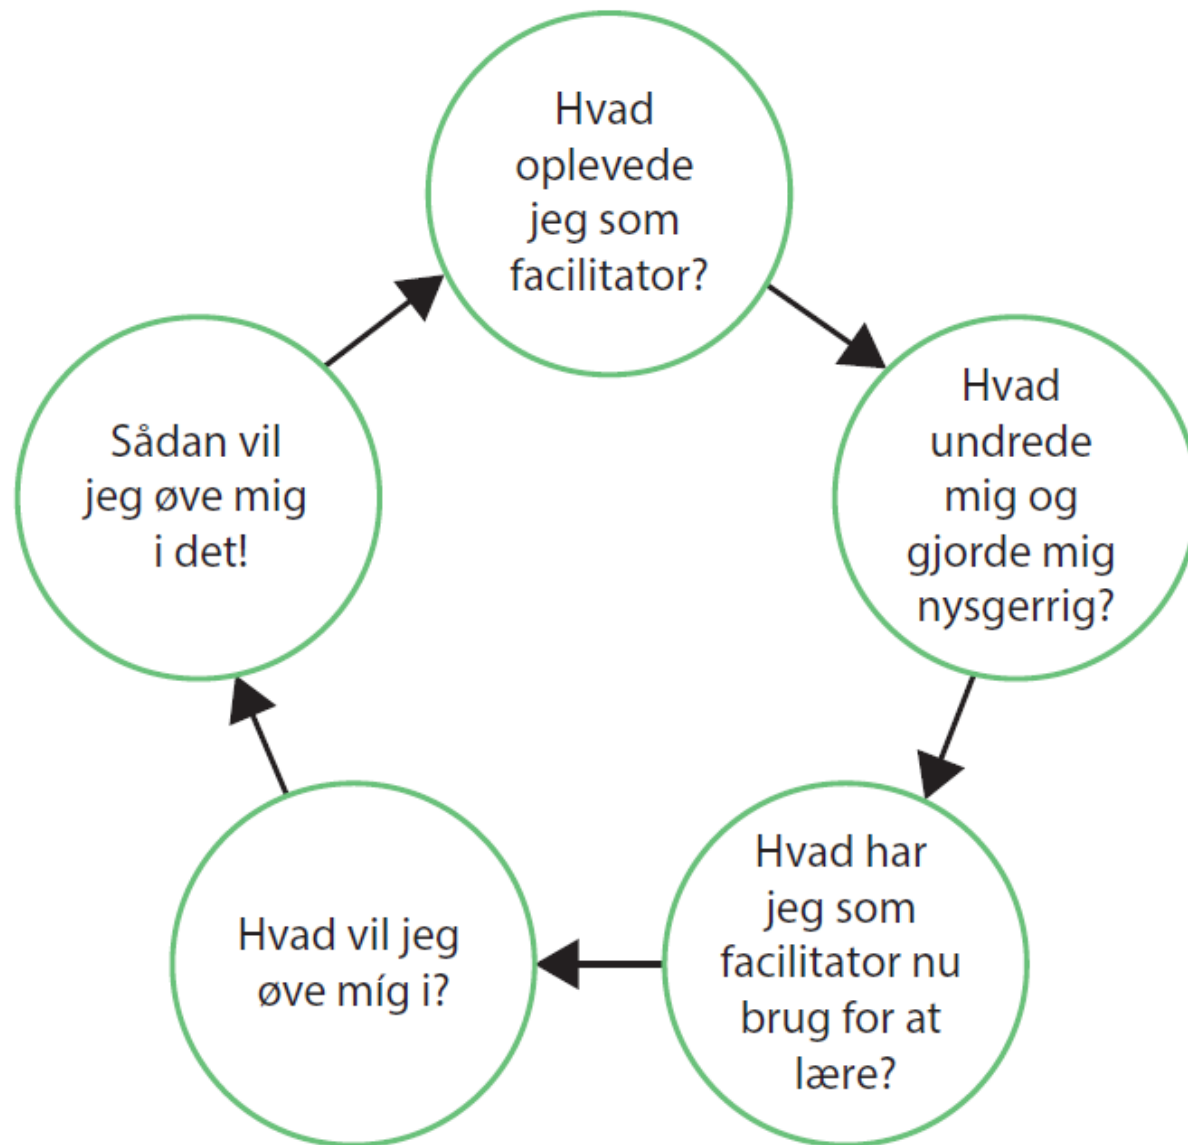 Hvad
oplevede
jeg som
facilitator?
Hvad
undrede
mig og
gjorde mig
nysgerrig?
Hvad har
jeg som
facilitator nu
brug for at
lære?
Hvad vil jeg
øve míg i?
Sådan vil
jeg øve mig
i det!